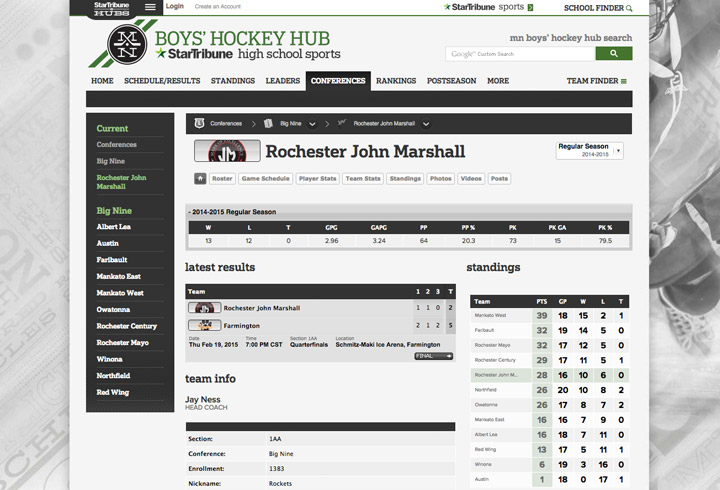 StarTribune
HUBS
Login
Create an Account
StarTribune sports
SCHOOL FINDER
MN
BOYS' HOCKEY HUB
StarTribune high school sports
mn boys' hockey hub search
Google Custom Search
HOME SCHEDULE/RESULTS STANDINGS LEADERS CONFERENCES RANKINGS POSTSEASON MORE TEAM FINDER
Current
Conferences
Big Nine
Rochester John
Marshall
Big Nine
Albert Lea
Austin
Faribault
Mankato East
Mankato West
Owatonna
Rochester Century
Rochester Mayo
Winona
Northfield
Red Wing
Conferences Big Nine Rochester John Marshall
JM
Rochester John Marshall
Regular Season
2014-2015
Roster Game Schedule Player Stats Team Stats Standings Photos Videos Posts
- 2014-2015 Regular Season
W L T GPG GAPG PP PP % PK PK GA PK %
13 12 0 2.96 3.24 64 20.3 73 15 79.5
latest results
Team 1 2 3 T
Rochester John Marshall 1 1 0 2
Farmington 2 1 2 5
Date Time Section 1AA Location
Thu Feb 19, 2015 7:00 PM CST Quarterfinals Schmitz-Maki Ice Arena, Farmington
FINAL
team info
Jay Ness
HEAD COACH
Section: 1AA
Conference: Big Nine
Enrollment: 1383
Nickname: Rockets
standings
Team PTS GP W L T
Mankato West 39 18 15 2 1
Faribault 32 19 14 5 0
Rochester Mayo 32 17 12 5 0
Rochester Century 29 17 11 5 1
Rochester John M... 28 16 10 6 0
Northfield 26 20 10 8 2
Owatonna 26 17 8 7 2
Mankato East 16 16 7 9 0
Albert Lea 16 18 7 11 0
Red Wing 13 17 5 11 1
Winona 6 19 3 16 0
Austin 1 18 0 17 1